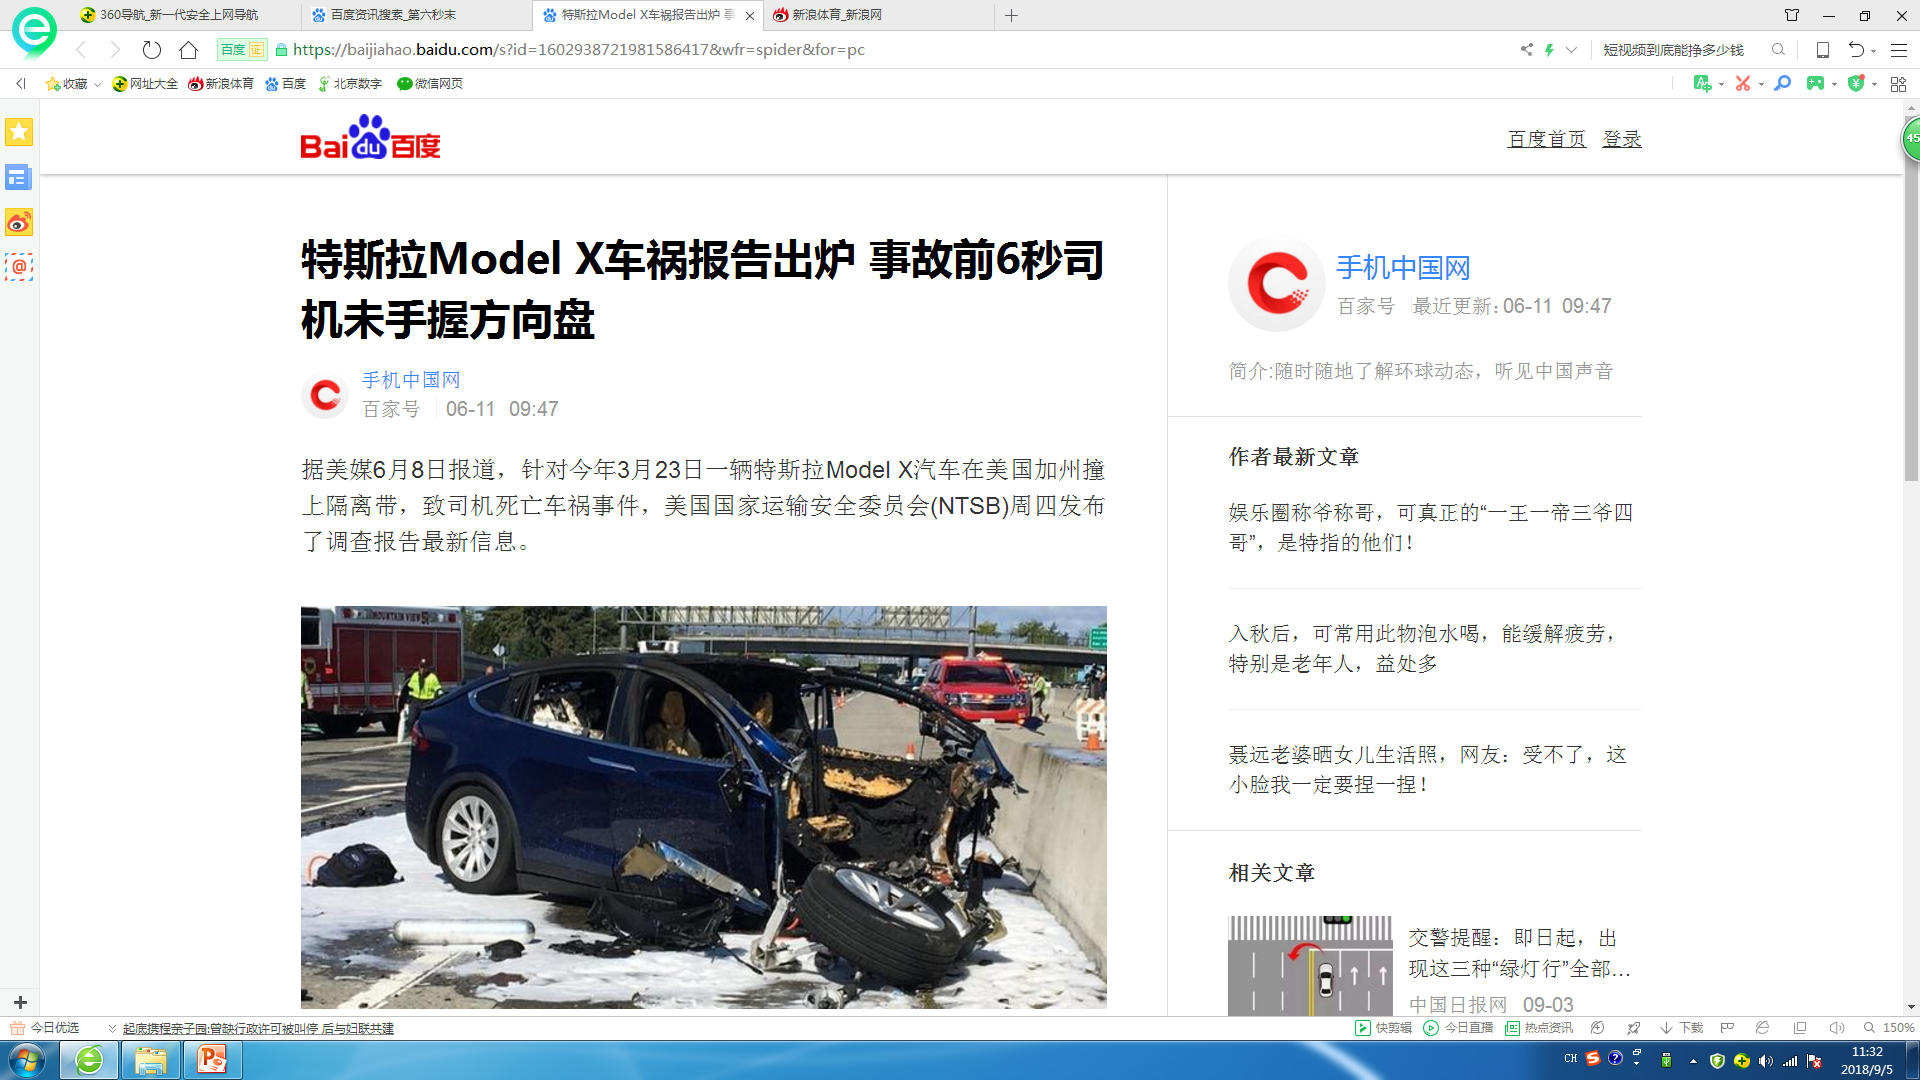 360导航_新一代安全上网导航
百度资讯搜索_第六秒末
特斯拉Model X车祸报告出炉 事
新浪体育_新浪网
百度 证
https://baijiahao.baidu.com/s?id=1602938721981586417&wfr=spider&for=pc
短视频到底能挣多少钱
收藏
网址大全
新浪体育
百度
北京数字
微信网页
Bai du 百度
百度首页 登录
45
特斯拉Model X车祸报告出炉 事故前6秒司
机未手握方向盘
手机中国网
百家号 06-11 09:47
据美媒6月8日报道，针对今年3月23日一辆特斯拉Model X汽车在美国加州撞
上隔离带，致司机死亡车祸事件，美国国家运输安全委员会(NTSB)周四发布
了调查报告最新信息。
MOUNTAIN VIEW
手机中国网
百家号 最近更新：06-11 09:47
简介:随时随地了解环球动态，听见中国声音
作者最新文章
娱乐圈称爷称哥，可真正的“一王一帝三爷四
哥”，是特指的他们！
入秋后，可常用此物泡水喝，能缓解疲劳，
特别是老年人，益处多
聂远老婆晒女儿生活照，网友：受不了，这
小脸我一定要捏一捏！
相关文章
交警提醒：即日起，出
现这三种“绿灯行”全部...
中国日报网 09-03
今日优选
起底携程亲子园:曾缺行政许可被叫停 后与妇联共建
快剪辑
今日直播
热点资讯
下载
150%
CH
11:32
2018/9/5